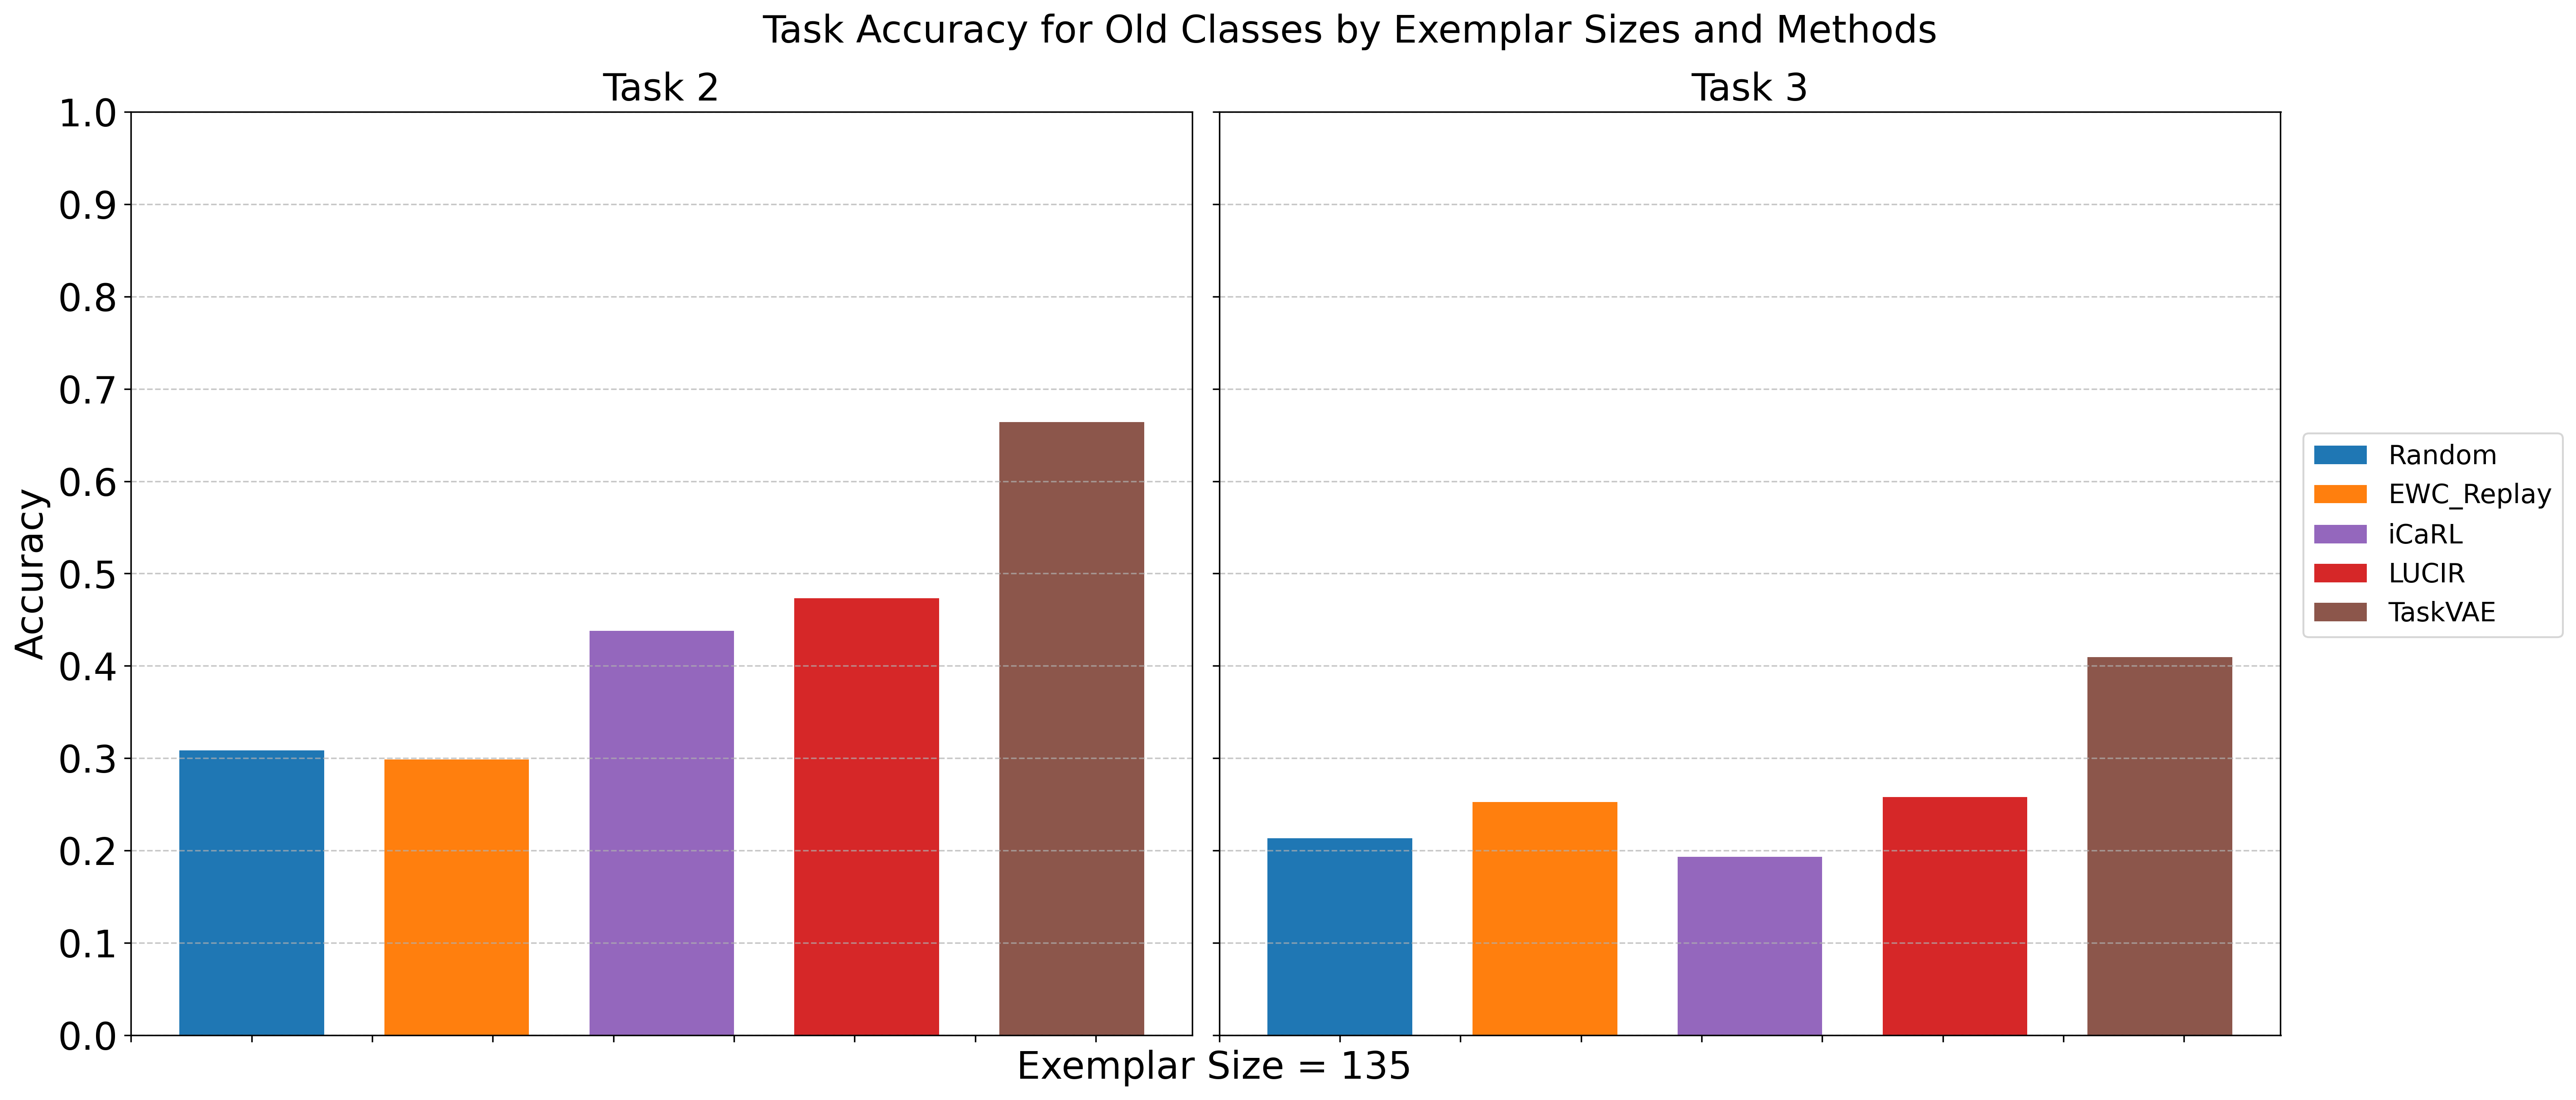 Task Accuracy for Old Classes by Exemplar Sizes and Methods
Task 2
Task 3
1.0
0.9
0.8
0.7
0.6
0.5
0.4
0.3
0.2
0.1
0.0
Accuracy
Exemplar Size = 135
Random
EWC_Replay
iCaRL
LUCIR
TaskVAE